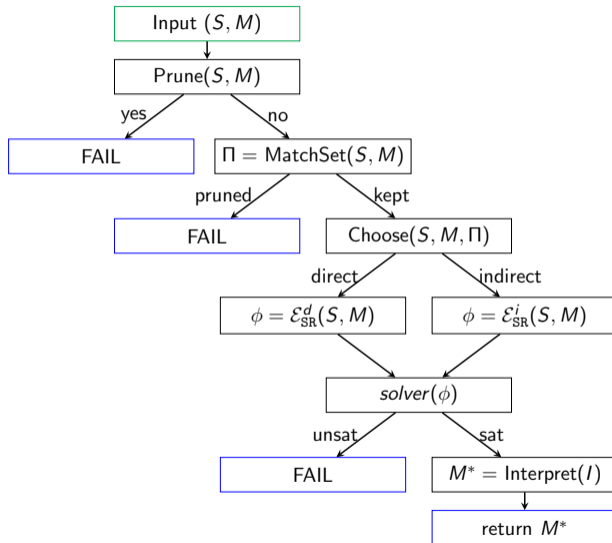 Input (S, M)
Prune(S, M)
yes
no
FAIL
Π = MatchSet(S, M)
pruned
kept
FAIL
Choose(S, M, Π)
direct
indirect
ϕ = ℰ^d_SR(S, M)
ϕ = ℰ^i_SR(S, M)
solver(ϕ)
unsat
sat
FAIL
M* = Interpret(I)
return M*